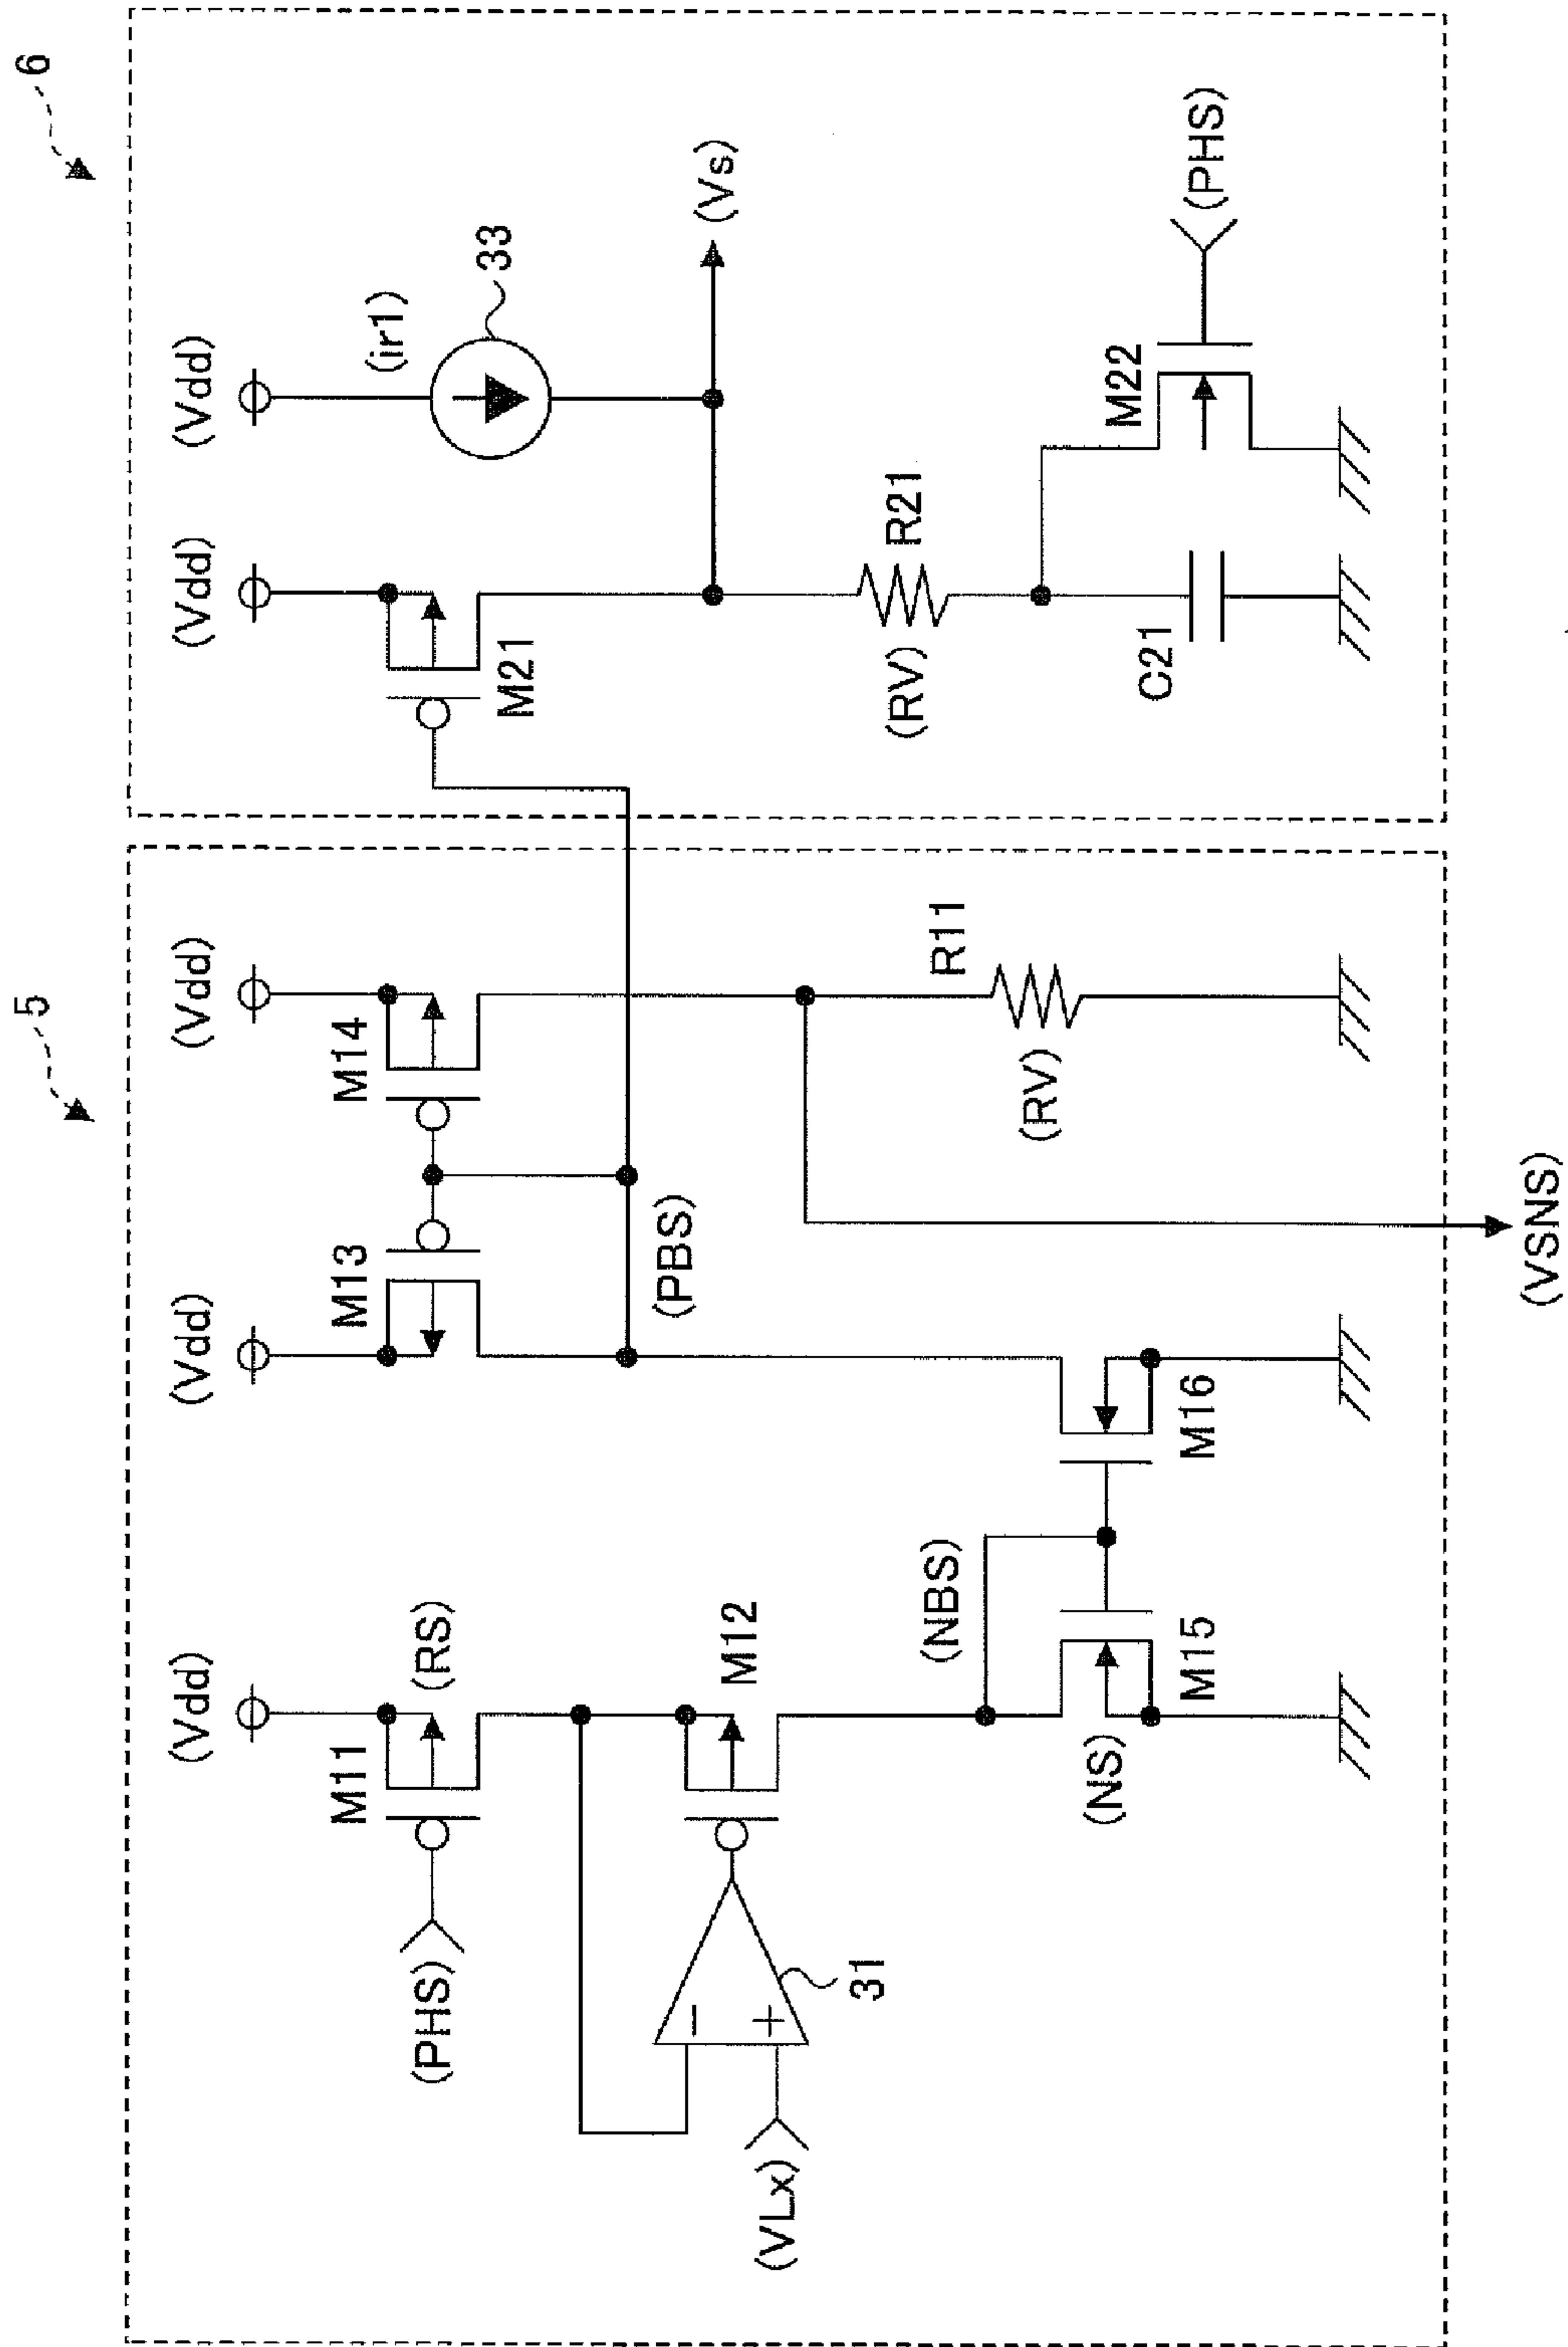 5
6
(Vdd)
(Vdd)
(Vdd)
(Vdd)
(Vdd)
M11
(RS)
M13
M14
M21
(ir1)
33
(PHS)
(PBS)
(Vs)
M12
31
(VLx)
(NBS)
R11
(RV)
R21
(RV)
(NS)
M15
M16
C21
M22
(PHS)
(VSNS)